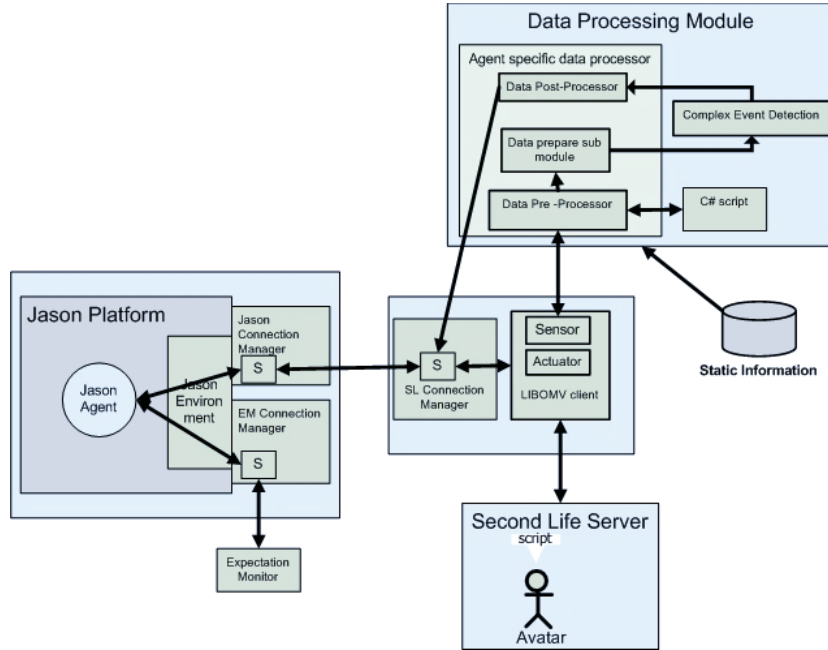 Data Processing Module
Agent specific data processor
Data Post-Processor
Complex Event Detection
Data prepare sub
module
Data Pre -Processor
C# script
Jason Platform
Jason
Connection
Manager
S
Jason
Agent
Jason
Environ
ment
EM Connection
Manager
S
Expectation
Monitor
S
SL Connection
Manager
Sensor
Actuator
LIBOMV client
Static Information
Second Life Server
script
Avatar